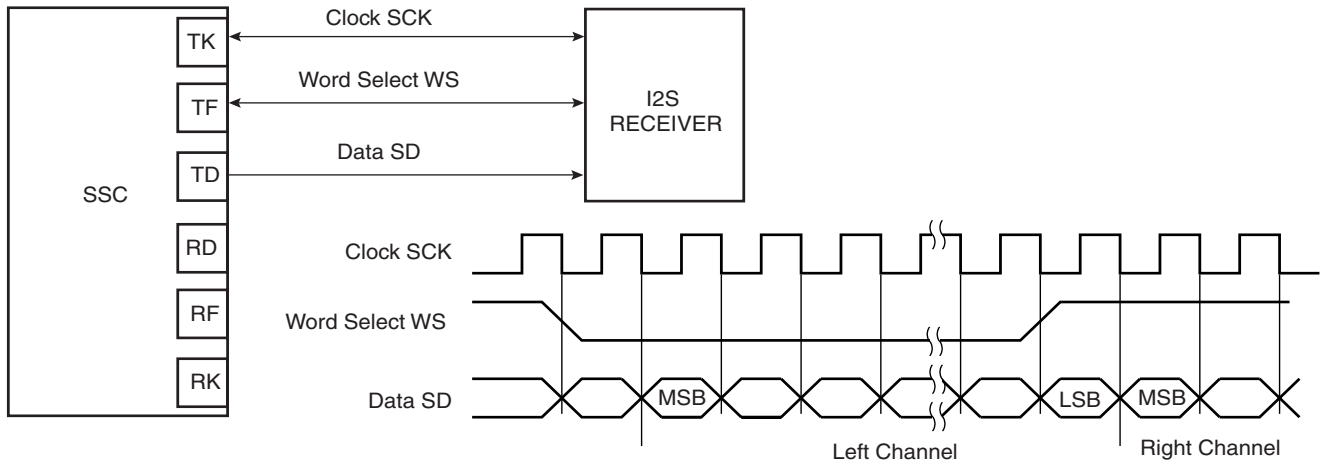 Clock SCK
TK
Word Select WS
TF
I2S
RECEIVER
Data SD
TD
SSC
RD
RF
RK
Clock SCK
Word Select WS
Data SD
MSB
LSB
MSB
Left Channel
Right Channel